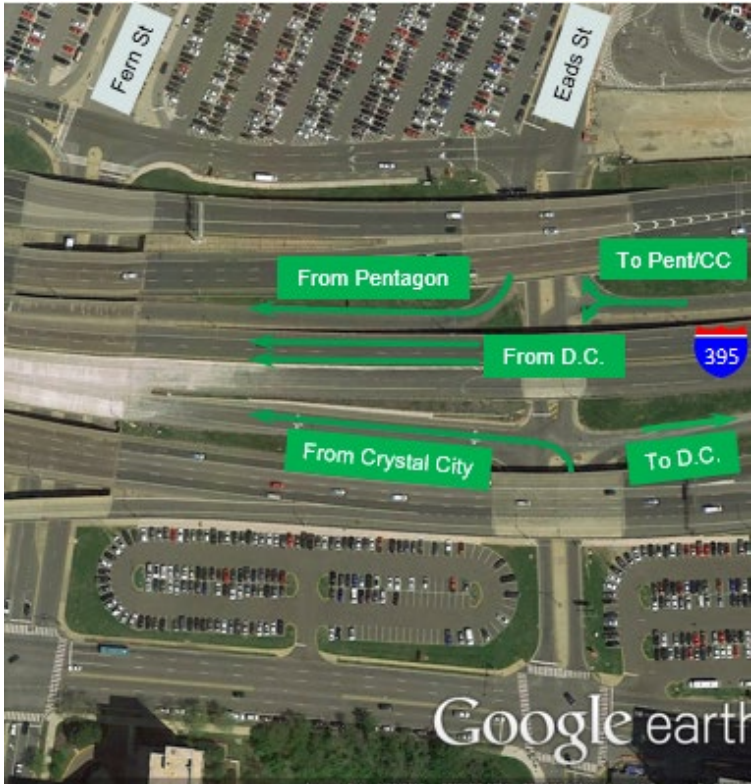 Fern St
Eads St
To Pent/CC
From Pentagon
From D.C.
395
From Crystal City
To D.C.
Google earth